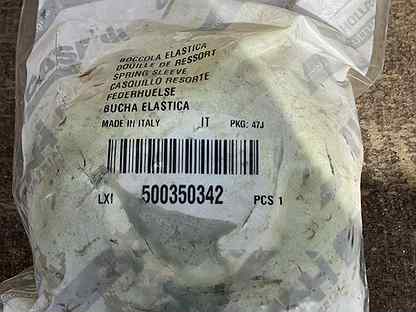 BOCCOLA ELASTICA
DOUILLE DE RESSORT
SPRING SLEEVE
CASQUILLO RESORTE
FEDERHUELSE
BUCHA ELASTICA
MADE IN ITALY IT PKG: 47J
LXI 500350342 PCS 1